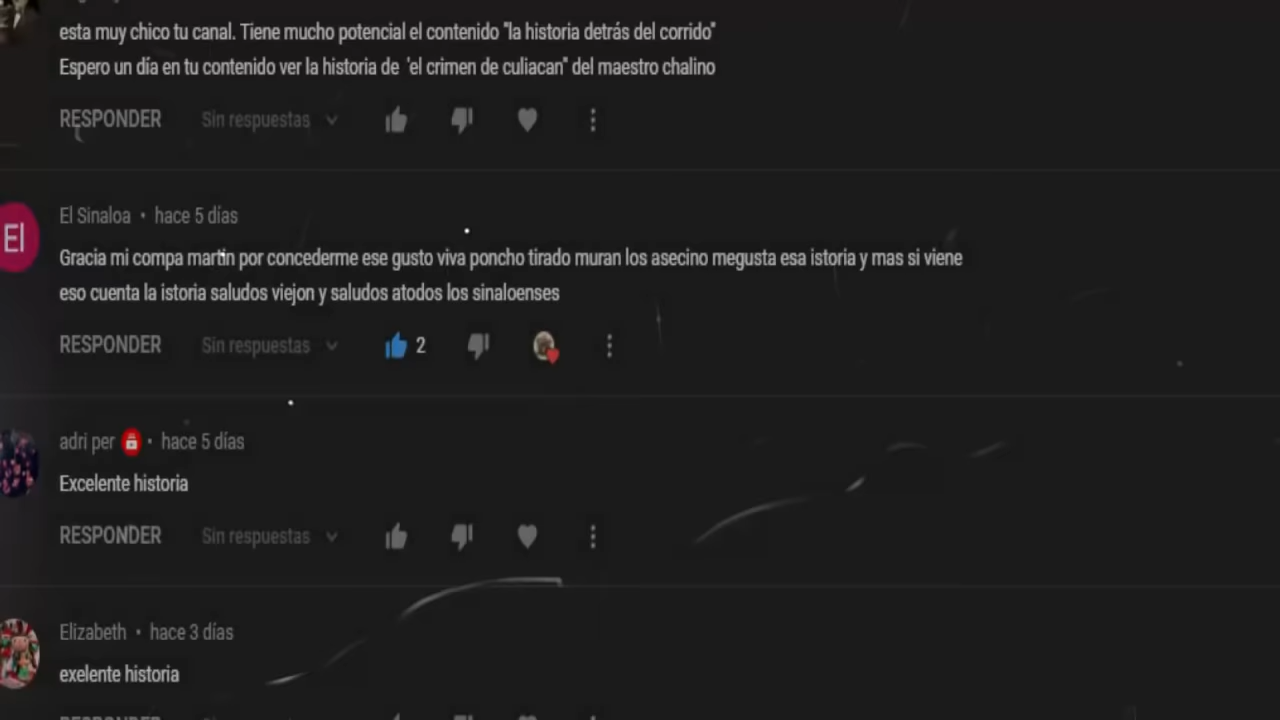 esta muy chico tu canal. Tiene mucho potencial el contenido "la historia detrás del corrido"
Espero un día en tu contenido ver la historia de 'el crimen de culiacan" del maestro chalino
RESPONDER Sin respuestas
El
El Sinaloa • hace 5 días
Gracia mi compa martin por concederme ese gusto viva poncho tirado muran los asecino megusta esa istoria y mas si viene
eso cuenta la istoria saludos viejon y saludos atodos los sinaloenses
RESPONDER Sin respuestas 2
adri per • hace 5 días
Excelente historia
RESPONDER Sin respuestas
Elizabeth • hace 3 días
exelente historia
RESPONDER